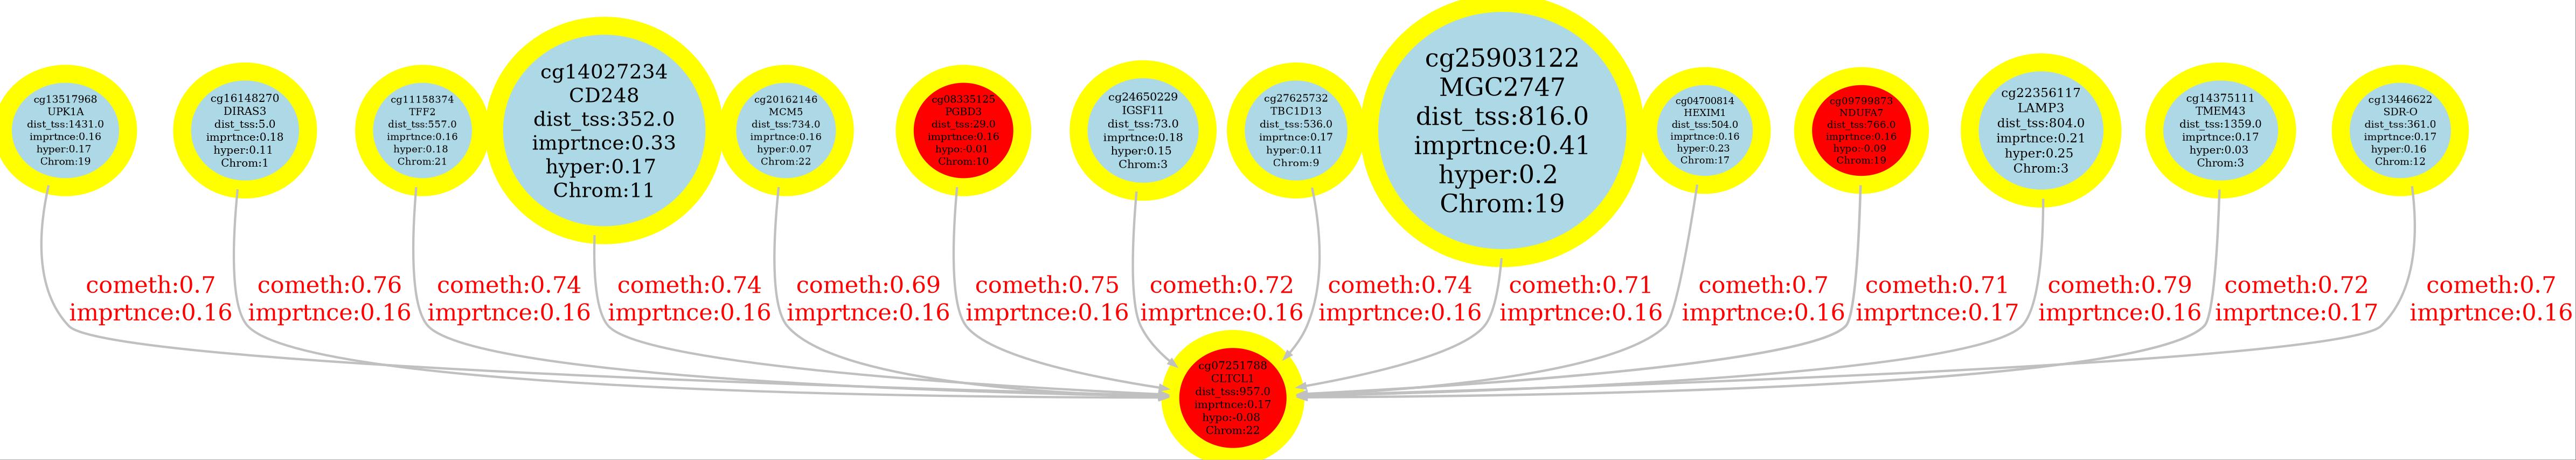 cg13517968
UPK1A
dist_tss:1431.0
imprtnce:0.16
hyper:0.17
Chrom:19
cg16148270
DIRAS3
dist_tss:5.0
imprtnce:0.18
hyper:0.11
Chrom:1
cg11158374
TFF2
dist_tss:557.0
imprtnce:0.16
hyper:0.18
Chrom:21
cg14027234
CD248
dist_tss:352.0
imprtnce:0.33
hyper:0.17
Chrom:11
cg20162146
MCM5
dist_tss:734.0
imprtnce:0.16
hyper:0.07
Chrom:22
cg08335125
PGBD3
dist_tss:29.0
imprtnce:0.16
hypo:-0.01
Chrom:10
cg24650229
IGSF11
dist_tss:73.0
imprtnce:0.18
hyper:0.15
Chrom:3
cg27625732
TBC1D13
dist_tss:536.0
imprtnce:0.17
hyper:0.11
Chrom:9
cg25903122
MGC2747
dist_tss:816.0
imprtnce:0.41
hyper:0.2
Chrom:19
cg04700814
HEXIM1
dist_tss:504.0
imprtnce:0.16
hyper:0.23
Chrom:17
cg09799873
NDUFA7
dist_tss:766.0
imprtnce:0.16
hypo:-0.09
Chrom:19
cg22356117
LAMP3
dist_tss:804.0
imprtnce:0.21
hyper:0.25
Chrom:3
cg14375111
TMEM43
dist_tss:1359.0
imprtnce:0.17
hyper:0.03
Chrom:3
cg13446622
SDR-O
dist_tss:361.0
imprtnce:0.17
hyper:0.16
Chrom:12
cometh:0.7
imprtnce:0.16
cometh:0.76
imprtnce:0.16
cometh:0.74
imprtnce:0.16
cometh:0.74
imprtnce:0.16
cometh:0.69
imprtnce:0.16
cometh:0.75
imprtnce:0.16
cometh:0.72
imprtnce:0.16
cometh:0.74
imprtnce:0.16
cometh:0.71
imprtnce:0.16
cometh:0.7
imprtnce:0.16
cometh:0.71
imprtnce:0.17
cometh:0.79
imprtnce:0.16
cometh:0.72
imprtnce:0.17
cometh:0.7
imprtnce:0.16
cg07251788
CLTCL1
dist_tss:957.0
imprtnce:0.17
hypo:-0.08
Chrom:22